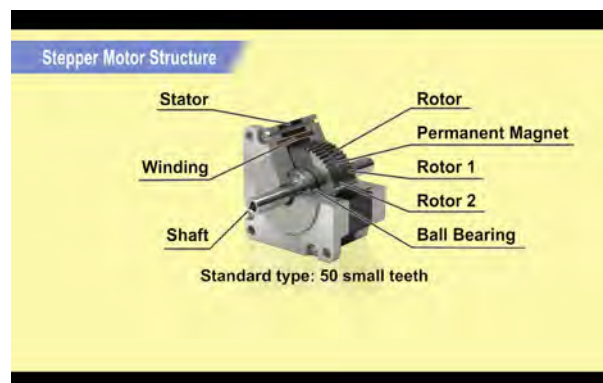 Stepper Motor Structure
Stator
Rotor
Permanent Magnet
Winding
Rotor 1
Rotor 2
Shaft
Ball Bearing
Standard type: 50 small teeth